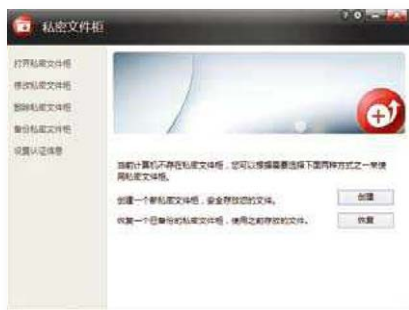 私密文件柜
打开私密文件柜
修改私密文件柜
删除私密文件柜
备份私密文件柜
设置认证信息
当前计算机不存在私密文件柜，您可以根据需要选择下面两种方式之一来使
用私密文件柜。
创建一个新私密文件柜，安全存放您的文件。
创建
恢复一个已备份的私密文件柜，使用之前存放的文件。
恢复